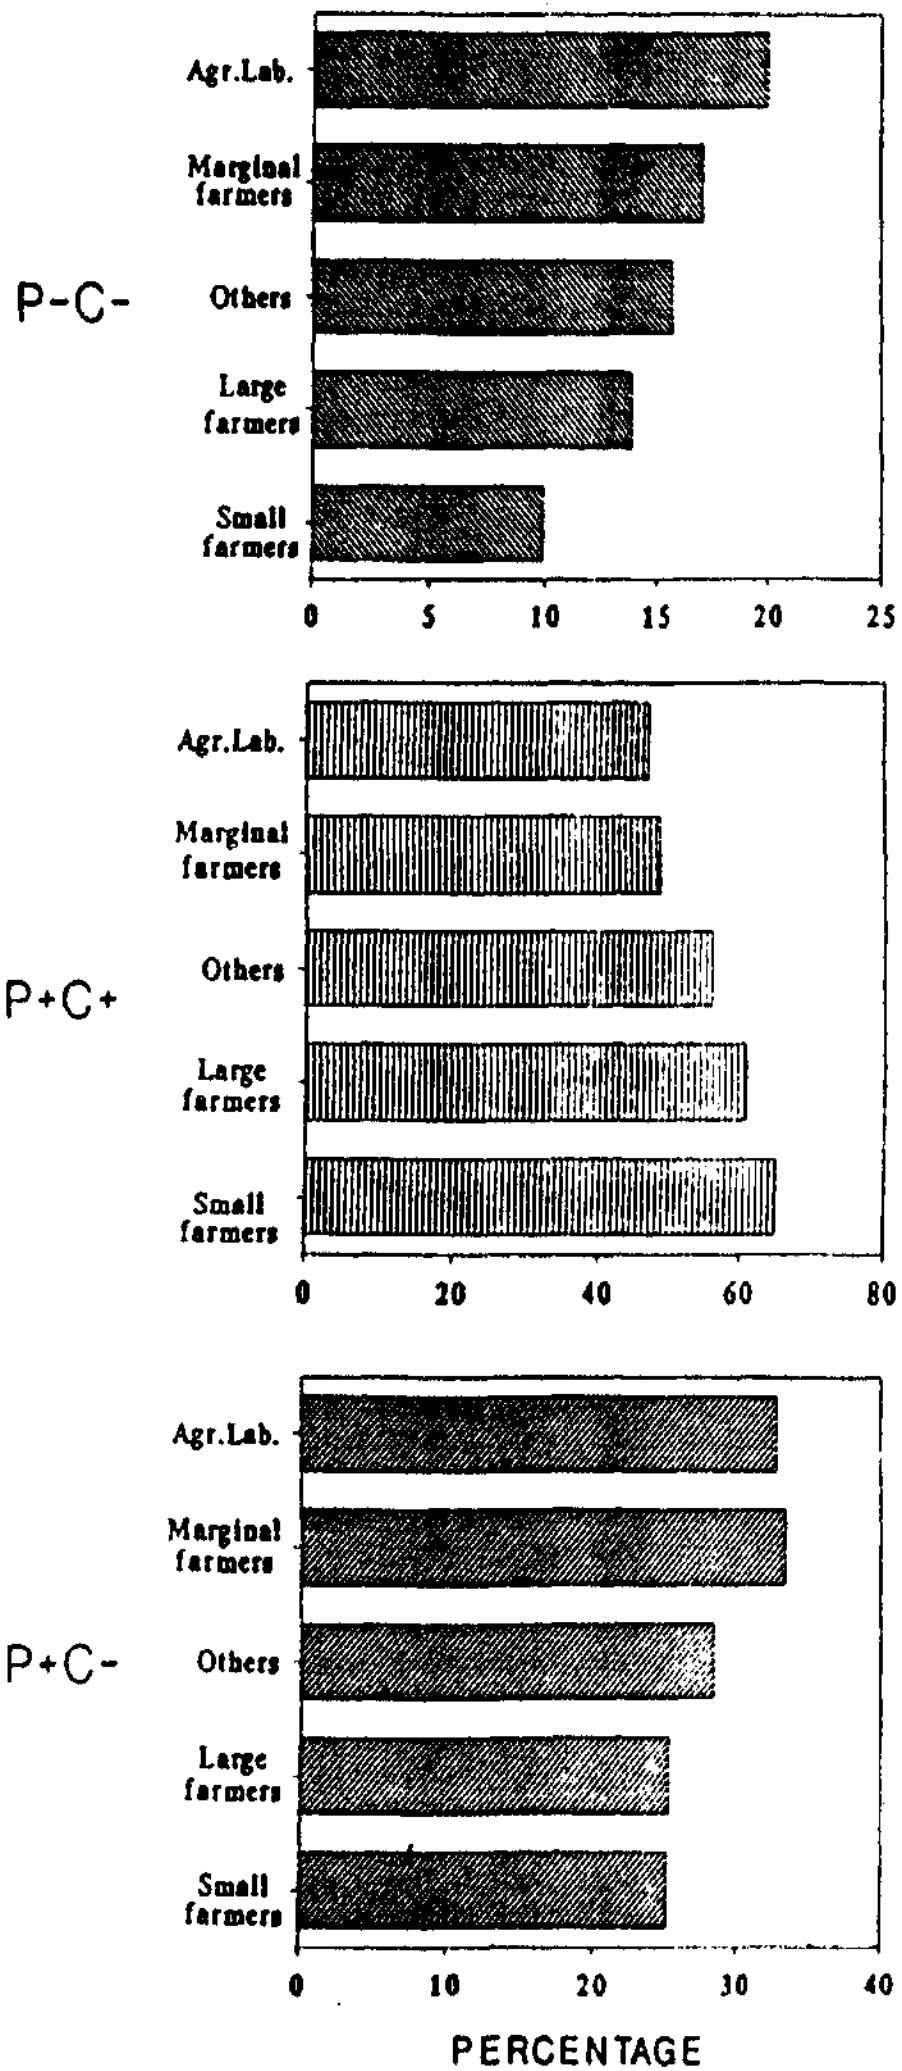 P-C-
Agr.Lab.
Marginal
farmers
Others
Large
farmers
Small
farmers
0 5 10 15 20 25
P+C+
Agr.Lab.
Marginal
farmers
Others
Large
farmers
Small
farmers
0 20 40 60 80
P+C-
Agr.Lab.
Marginal
farmers
Others
Large
farmers
Small
farmers
0 10 20 30 40
PERCENTAGE